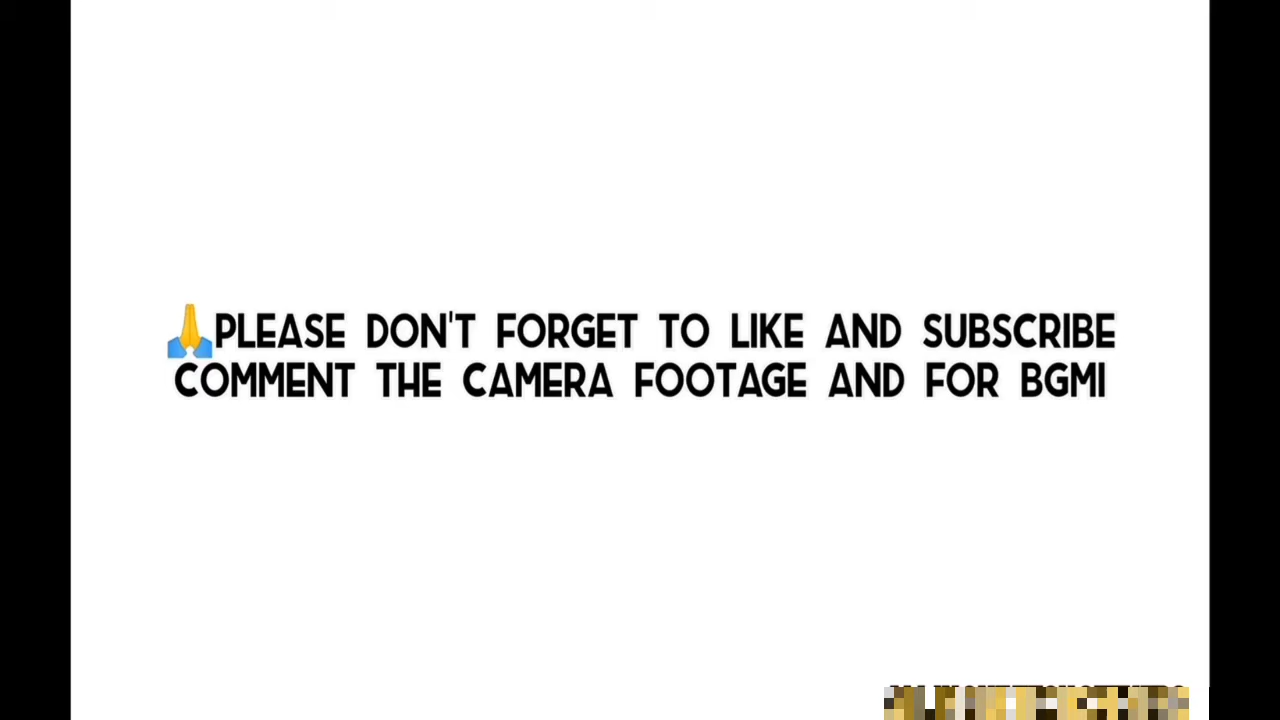 🙏PLEASE DON'T FORGET TO LIKE AND SUBSCRIBE
COMMENT THE CAMERA FOOTAGE AND FOR BGMI